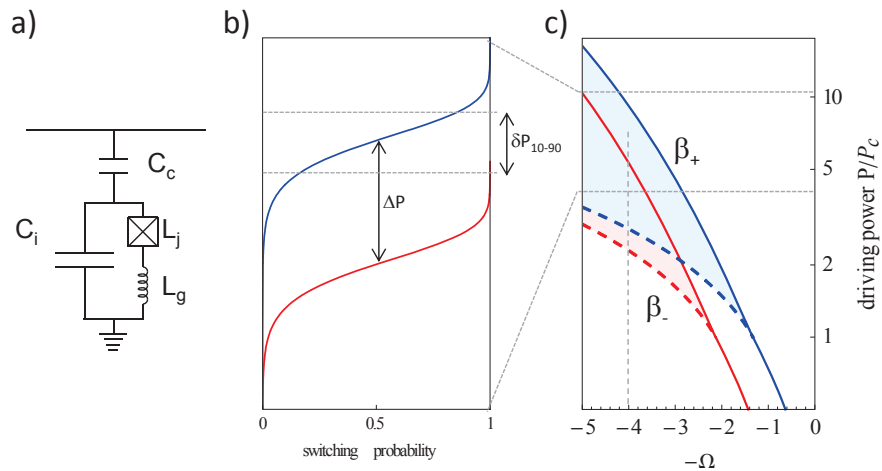 a)
C_c
C_i
L_j
L_g
b)
ΔP
δP_10-90
0
0.5
1
switching probability
c)
β_+
β_-
10
5
2
1
driving power P/P_c
-5
-4
-3
-2
-1
0
-Ω